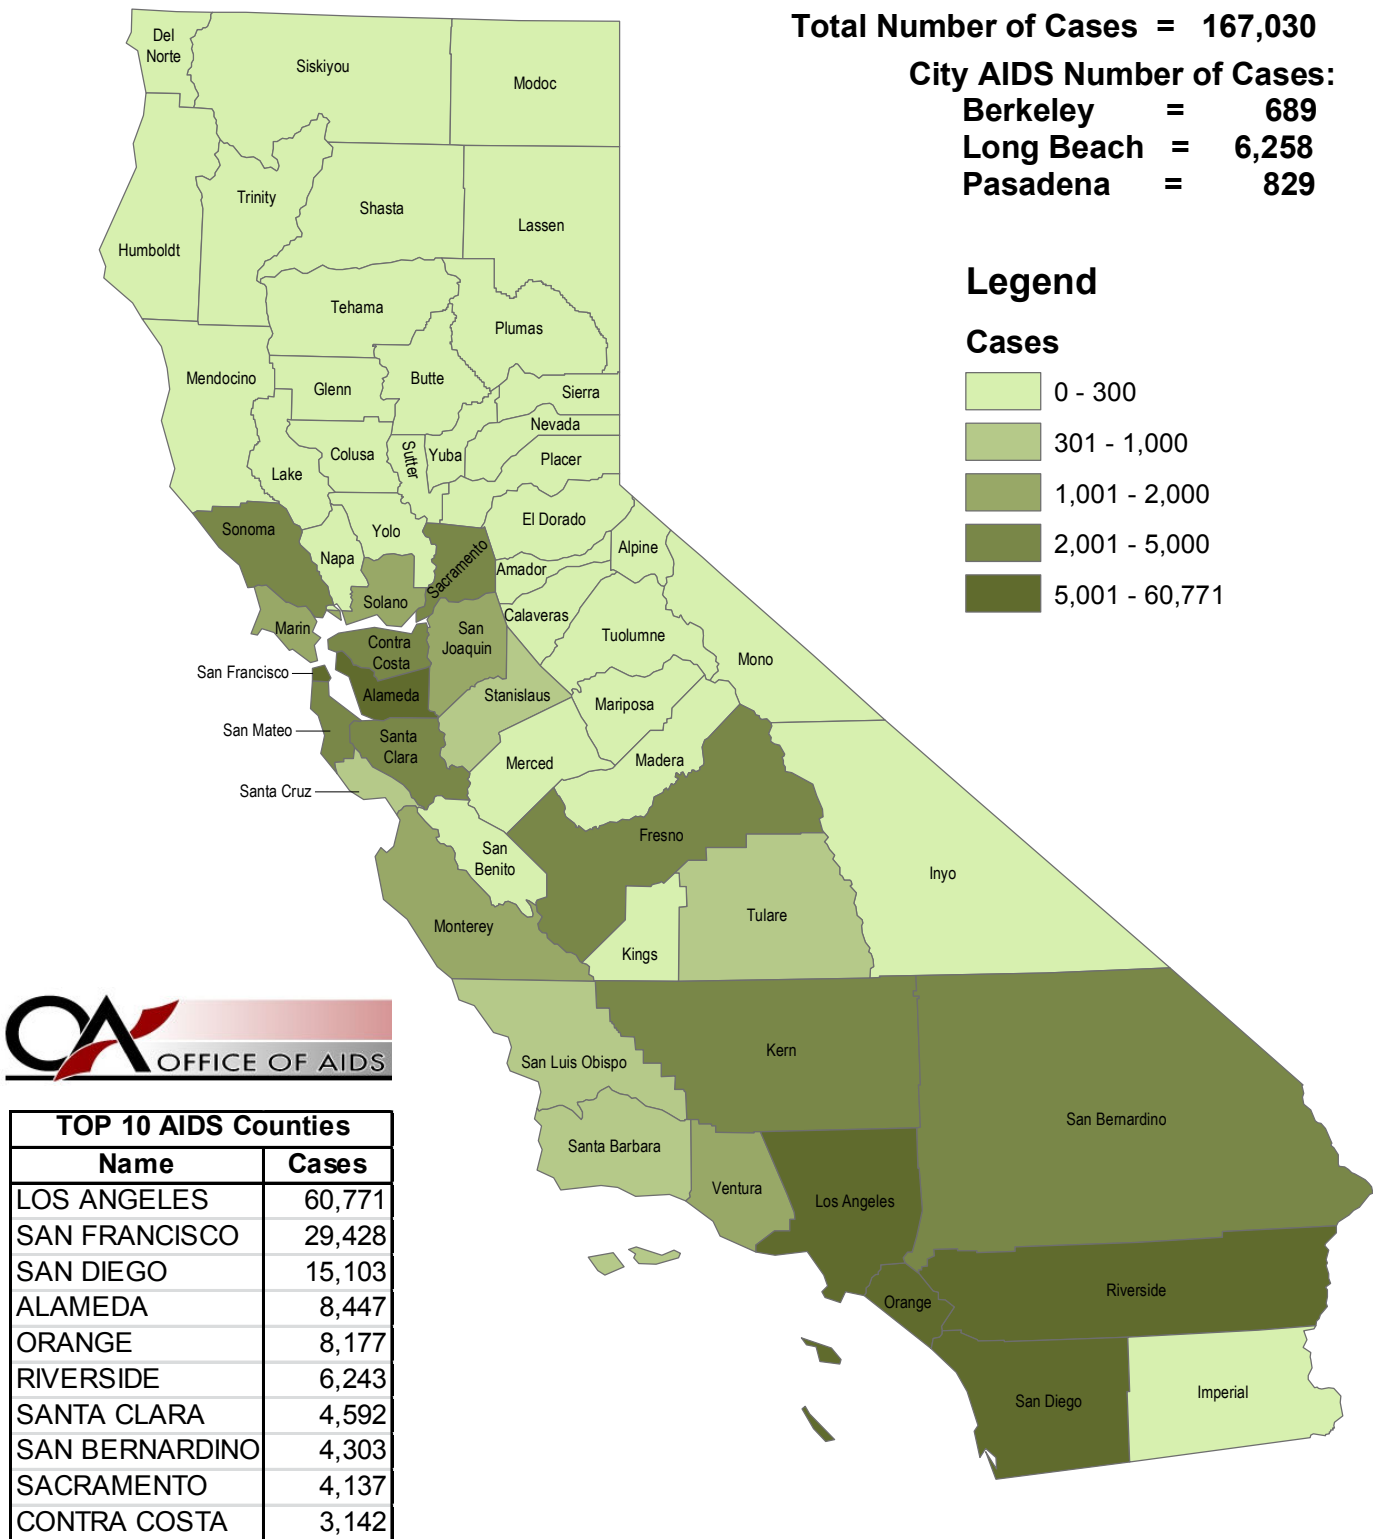 Total Number of Cases = 167,030
City AIDS Number of Cases:
Berkeley = 689
Long Beach = 6,258
Pasadena = 829
Legend
Cases
0 - 300
301 - 1,000
1,001 - 2,000
2,001 - 5,000
5,001 - 60,771
Del
Norte
Siskiyou
Modoc
Humboldt
Trinity
Shasta
Lassen
Tehama
Plumas
Mendocino
Glenn
Butte
Sierra
Nevada
Lake
Colusa
Sutter
Yuba
Placer
Sonoma
Napa
Yolo
Sacramento
El Dorado
Alpine
Amador
Solano
Calaveras
Marin
Contra
Costa
San
Joaquin
Tuolumne
Mono
San Francisco
Alameda
Stanislaus
Mariposa
San Mateo
Santa
Clara
Merced
Madera
Santa Cruz
San
Benito
Fresno
Inyo
Monterey
Kings
Tulare
San Luis Obispo
Kern
San Bernardino
Santa Barbara
Ventura
Los Angeles
Orange
Riverside
San Diego
Imperial
OA
OFFICE OF AIDS
TOP 10 AIDS Counties
Name Cases
LOS ANGELES 60,771
SAN FRANCISCO 29,428
SAN DIEGO 15,103
ALAMEDA 8,447
ORANGE 8,177
RIVERSIDE 6,243
SANTA CLARA 4,592
SAN BERNARDINO 4,303
SACRAMENTO 4,137
CONTRA COSTA 3,142